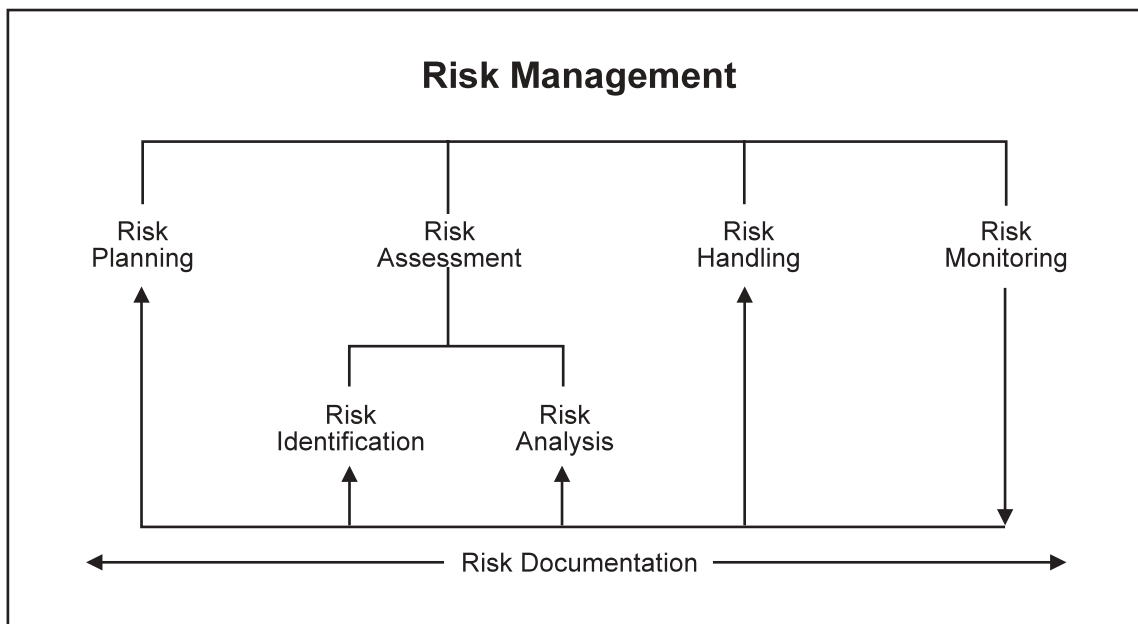 Risk Management
Risk
Planning
Risk
Assessment
Risk
Handling
Risk
Monitoring
Risk
Identification
Risk
Analysis
Risk Documentation